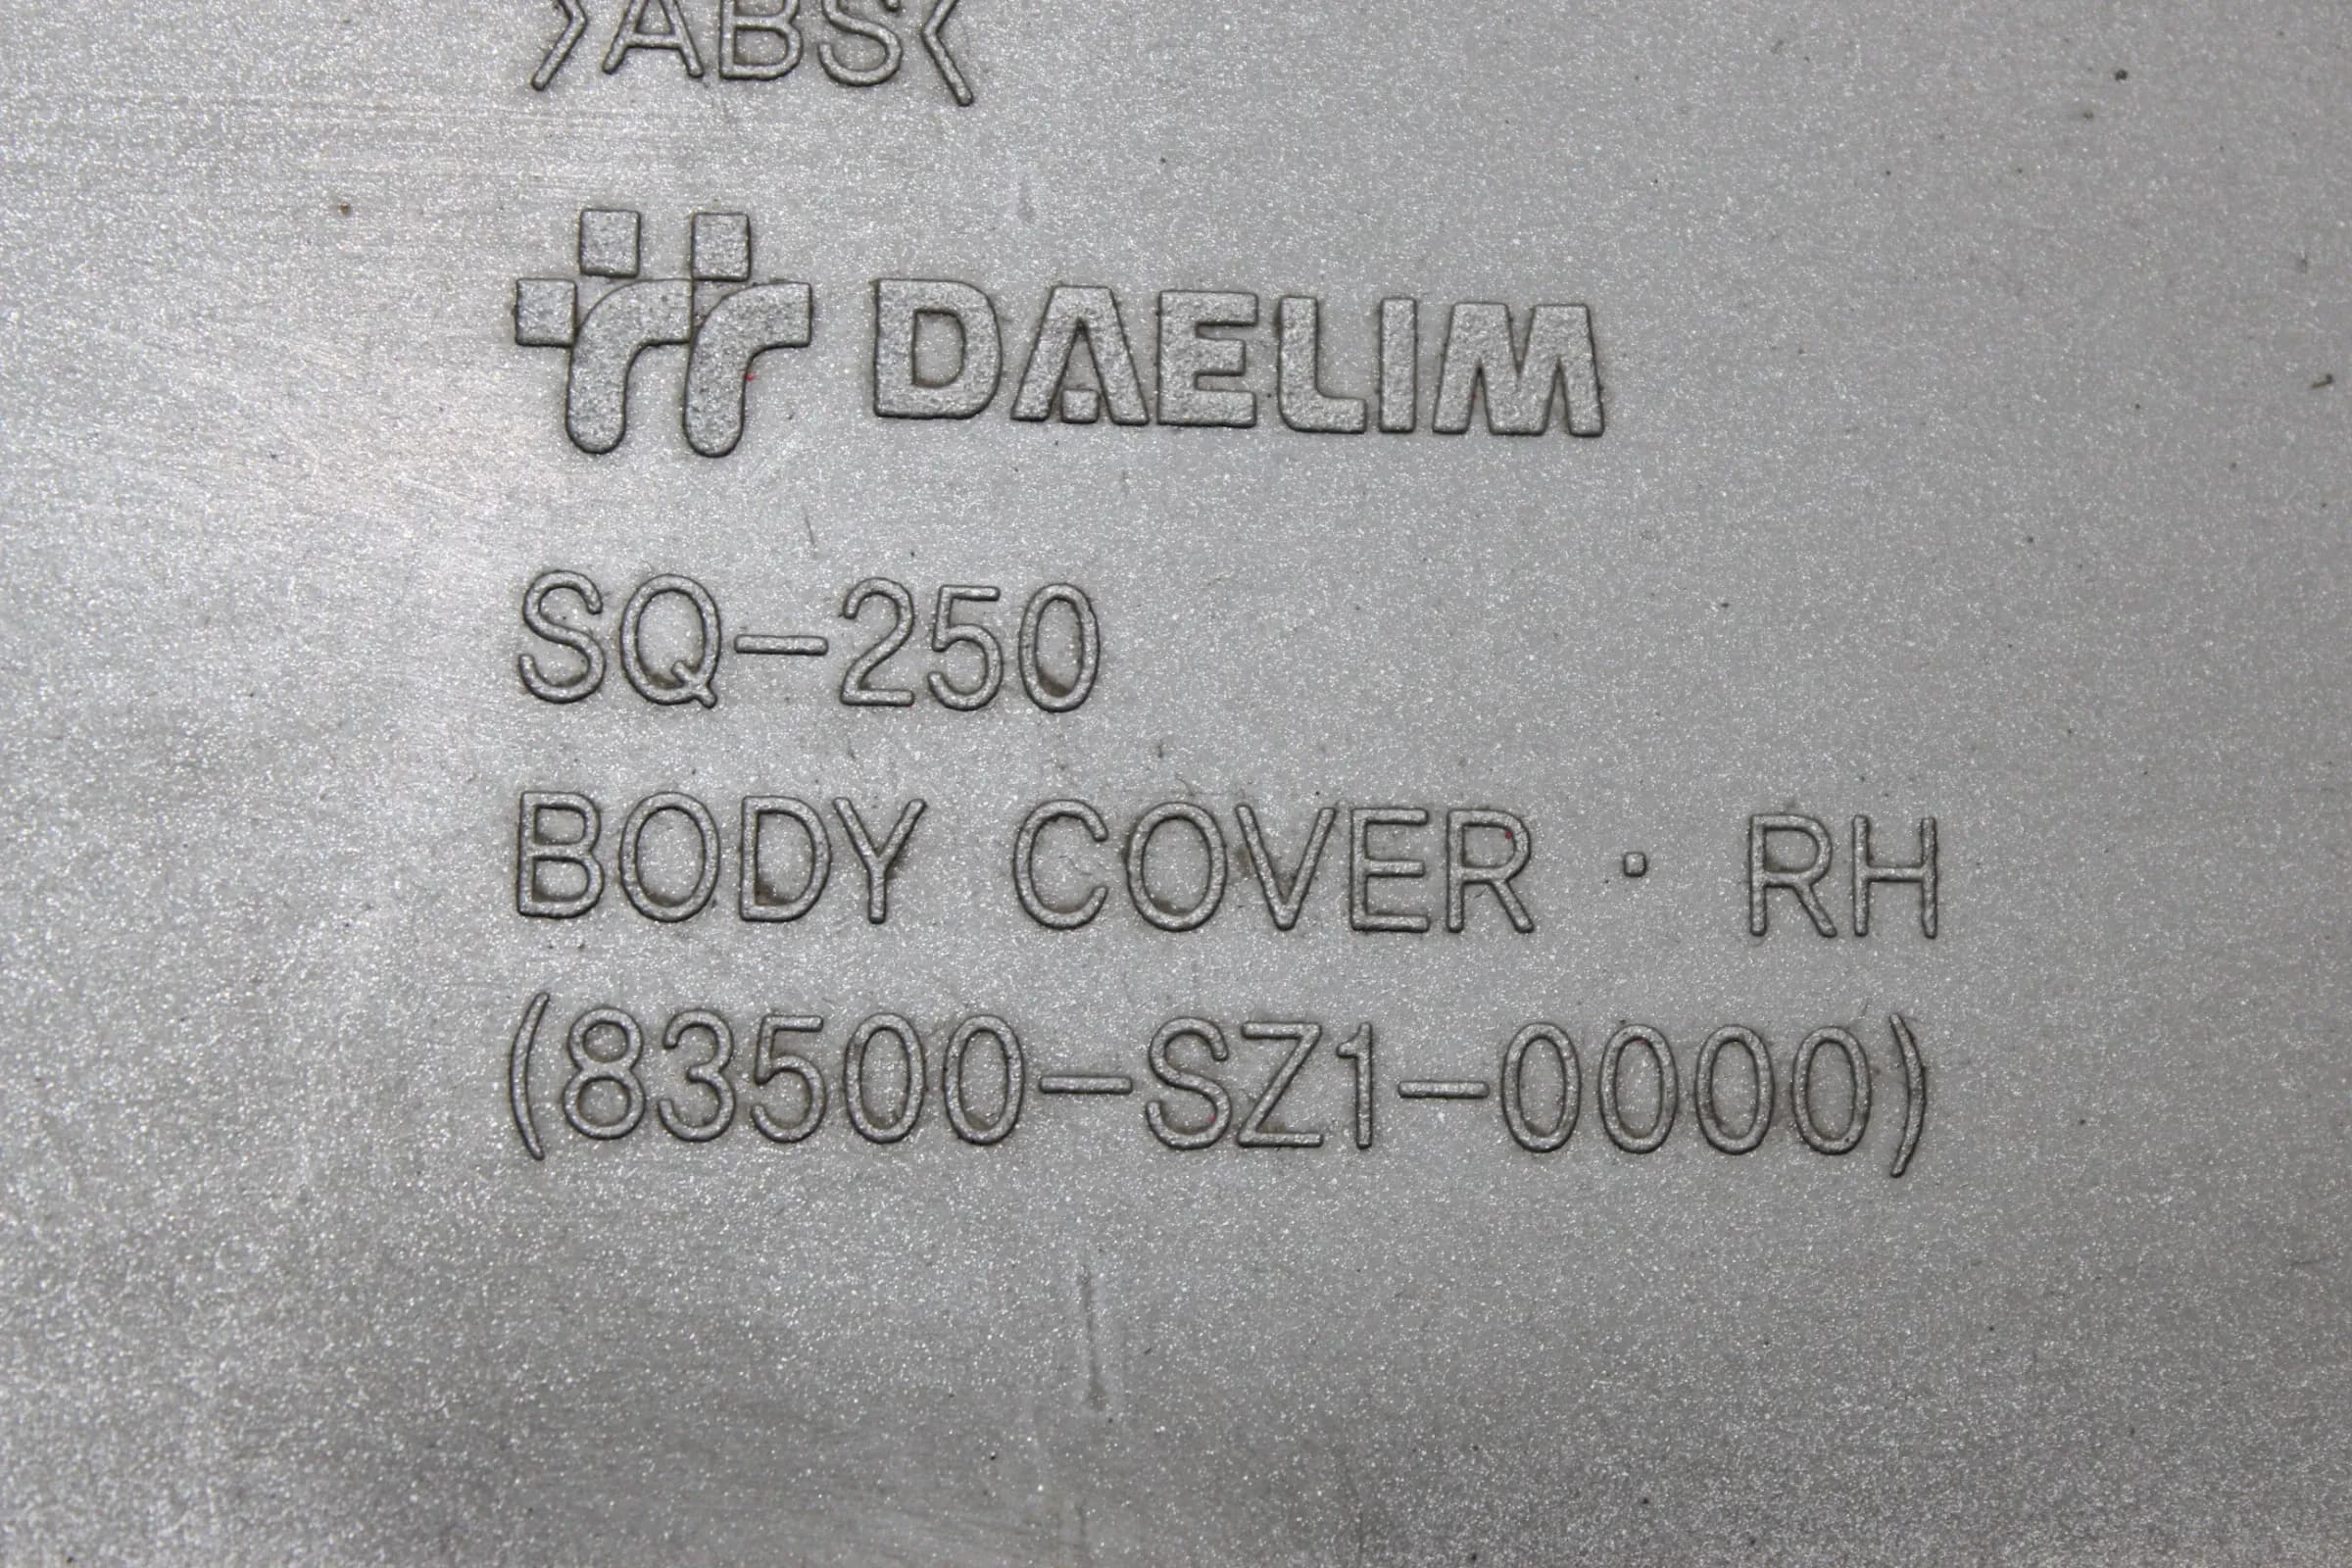 >ABS<
DAELIM
SQ-250
BODY COVER · RH
(83500-SZ1-0000)